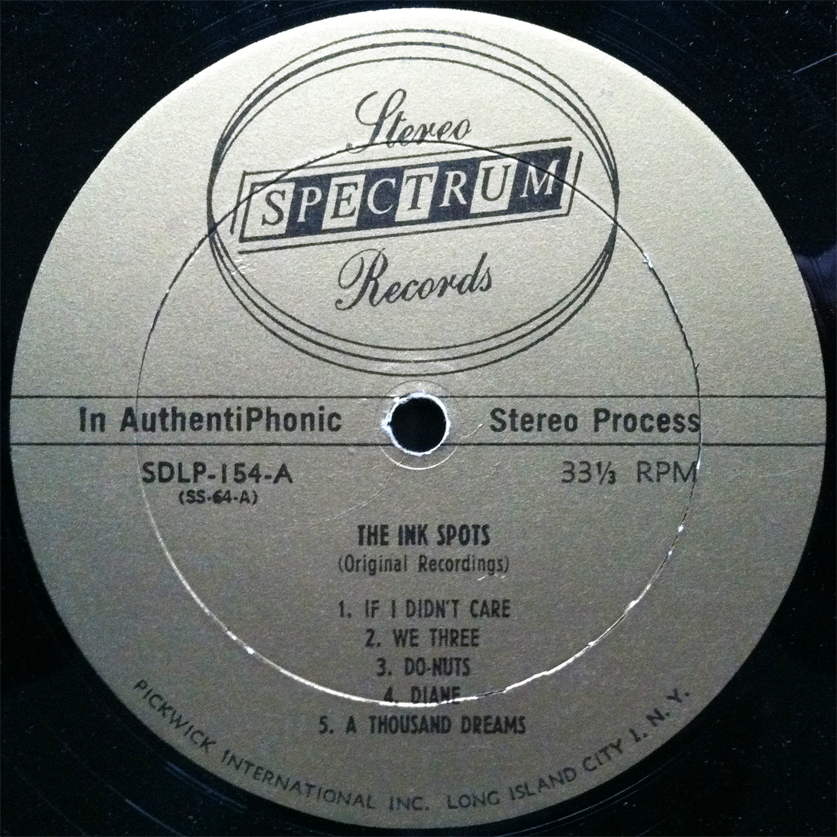 Stereo
SPECTRUM
Records
In AuthentiPhonic Stereo Process
SDLP-154-A 33⅓ RPM
(SS-64-A)
THE INK SPOTS
(Original Recordings)
1. IF I DIDN'T CARE
2. WE THREE
3. DO-NUTS
4. DIANE
5. A THOUSAND DREAMS
PICKWICK INTERNATIONAL INC. LONG ISLAND CITY 1, N. Y.